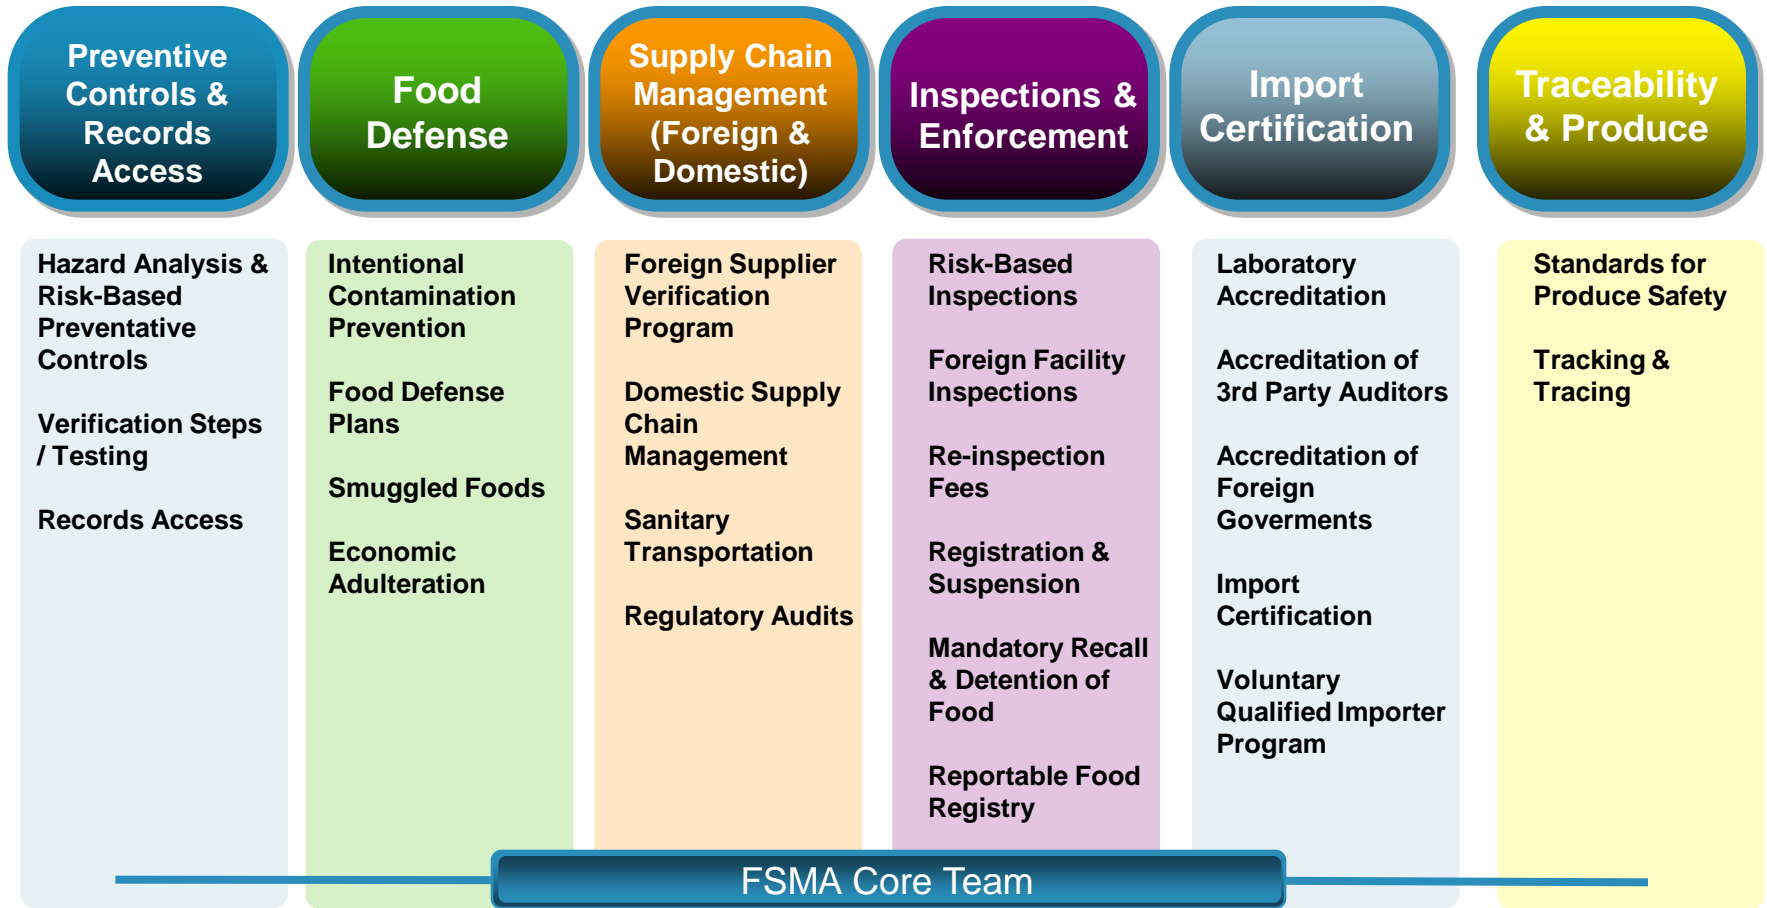 Preventive
Controls &
Records
Access
Food
Defense
Supply Chain
Management
(Foreign &
Domestic)
Inspections &
Enforcement
Import
Certification
Traceability
& Produce
Hazard Analysis &
Risk-Based
Preventative
Controls
Verification Steps
/ Testing
Records Access
Intentional
Contamination
Prevention
Food Defense
Plans
Smuggled Foods
Economic
Adulteration
Foreign Supplier
Verification
Program
Domestic Supply
Chain
Management
Sanitary
Transportation
Regulatory Audits
Risk-Based
Inspections
Foreign Facility
Inspections
Re-inspection
Fees
Registration &
Suspension
Mandatory Recall
& Detention of
Food
Reportable Food
Registry
Laboratory
Accreditation
Accreditation of
3rd Party Auditors
Accreditation of
Foreign
Goverments
Import
Certification
Voluntary
Qualified Importer
Program
Standards for
Produce Safety
Tracking &
Tracing
FSMA Core Team